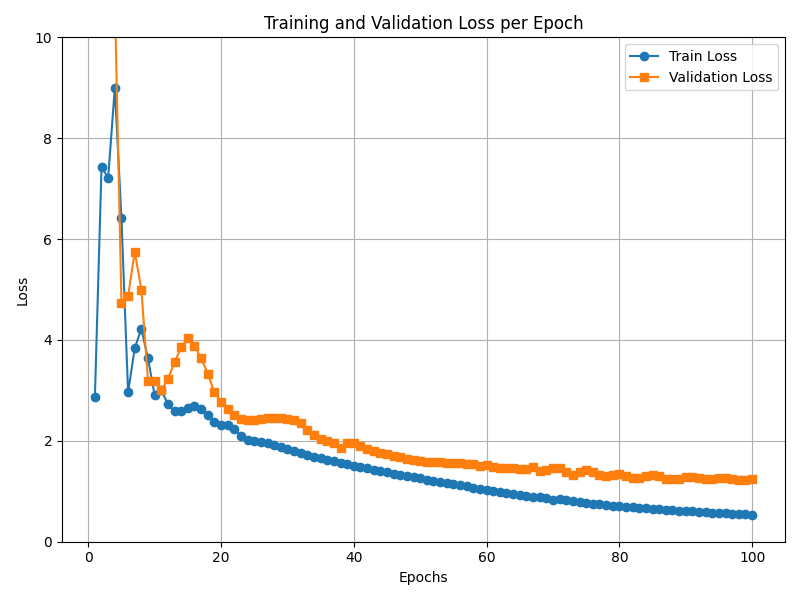 Training and Validation Loss per Epoch
Train Loss
Validation Loss
Loss
10
8
6
4
2
0
0 20 40 60 80 100
Epochs